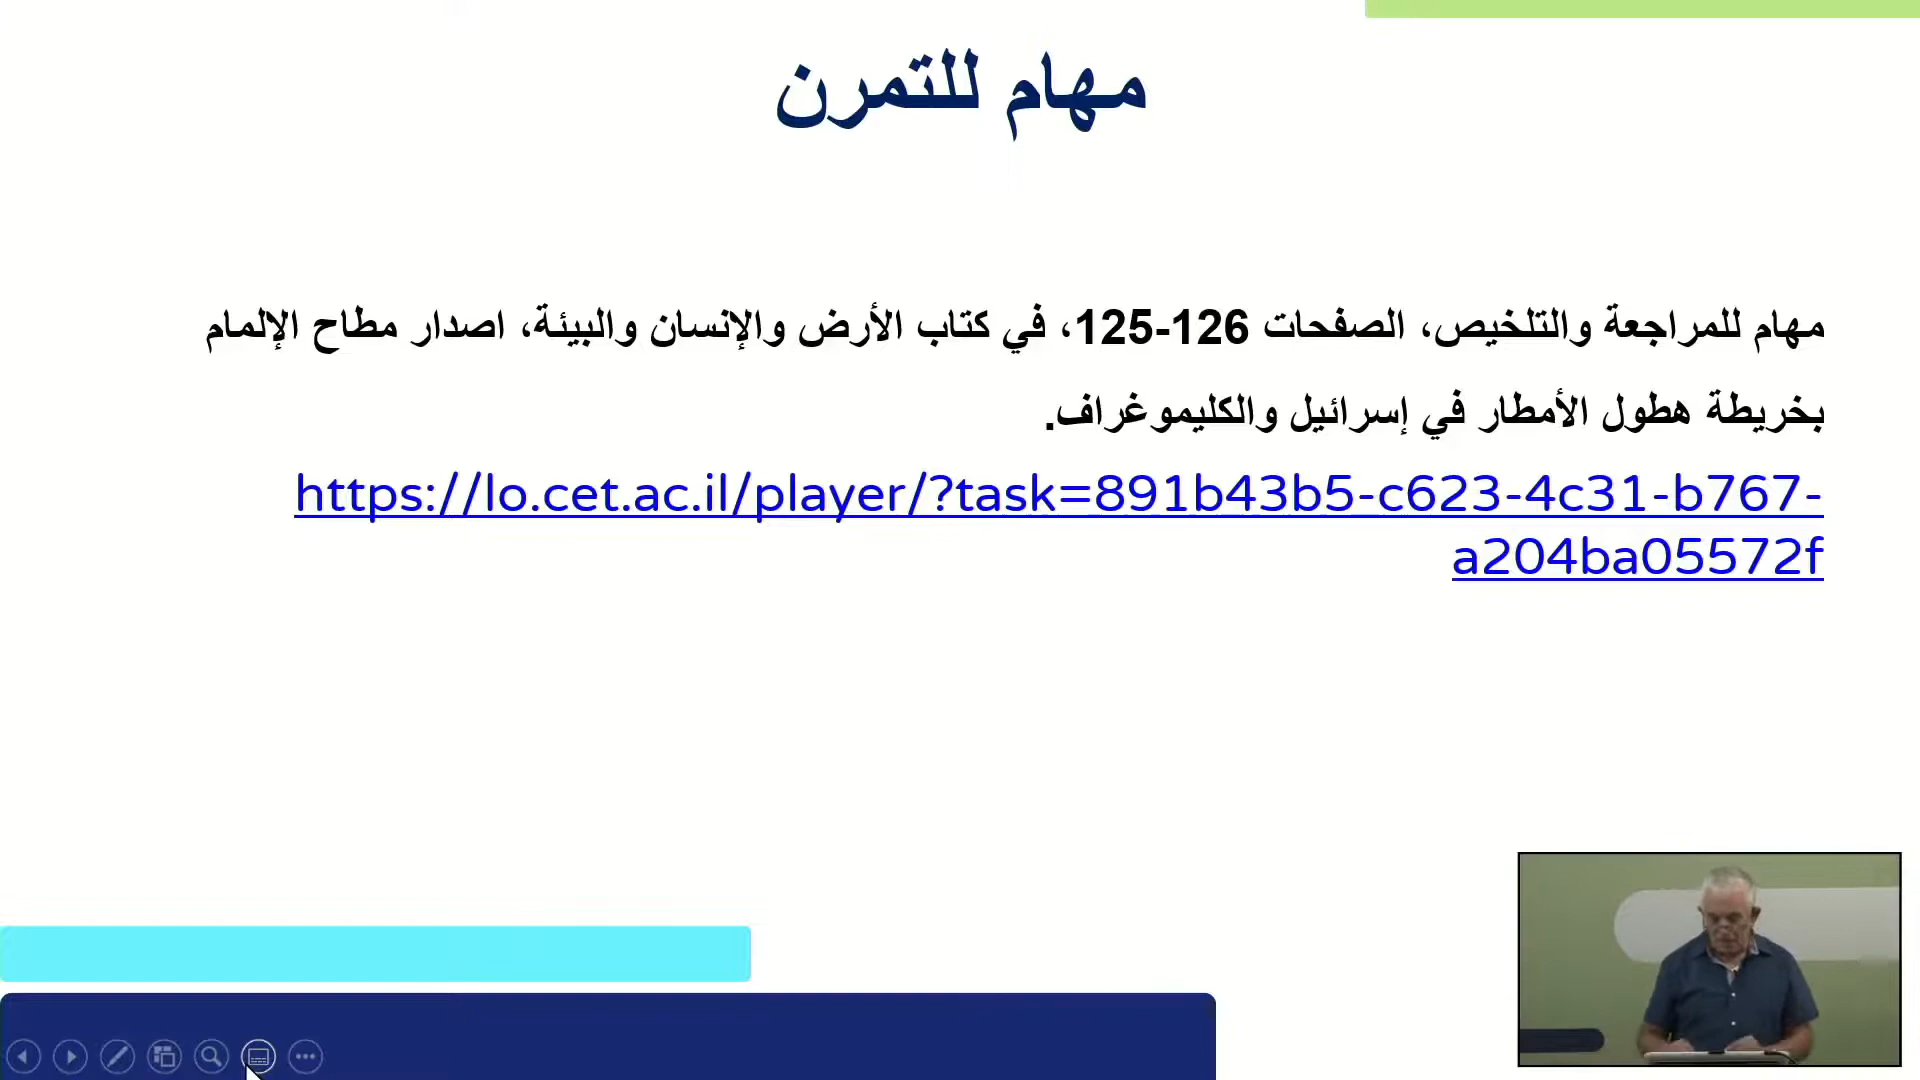 مهام للتمرن
مهام للمراجعة والتلخيص، الصفحات 126-125، في كتاب الأرض والإنسان والبيئة، اصدار مطاح الإلمام
بخريطة هطول الأمطار في إسرائيل والكليموغراف.
https://lo.cet.ac.il/player/?task=891b43b5-c623-4c31-b767-
a204ba05572f